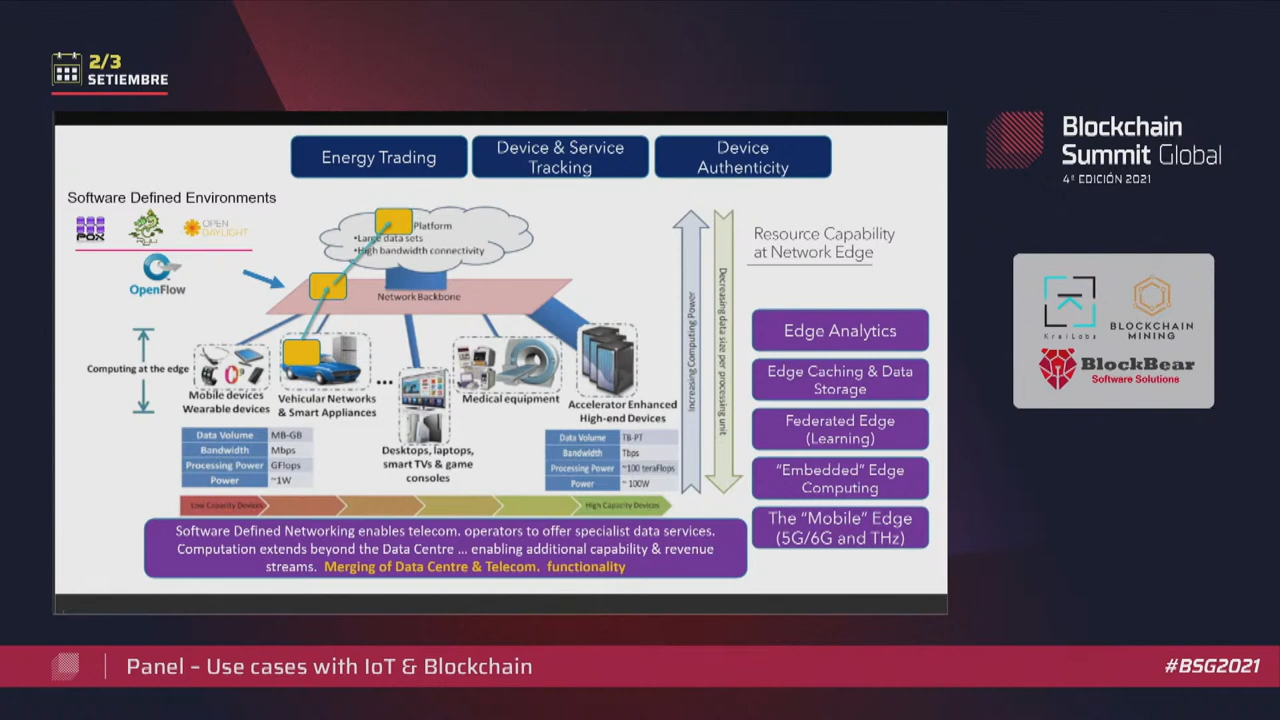 2/3
SETIEMBRE
Blockchain
Summit Global
4ª EDICIÓN 2021
Energy Trading
Device & Service
Tracking
Device
Authenticity
Software Defined Environments
POX
RYU
OPEN
DAYLIGHT
OpenFlow
Platform
•Large data sets
•High bandwidth connectivity
Network Backbone
Computing at the edge
Mobile devices
Wearable devices
Vehicular Networks
& Smart Appliances
...
Desktops, laptops,
smart TVs & game
consoles
Medical equipment
Accelerator Enhanced
High-end Devices
Data Volume MB-GB
Bandwidth Mbps
Processing Power GFlops
Power ~1W
Data Volume TB-PT
Bandwidth Tbps
Processing Power ~100 teraFlops
Power ~ 100W
Low Capacity Devices
High Capacity Devices
Increasing Computing Power
Decreasing data size per processing unit
Resource Capability
at Network Edge
Edge Analytics
Edge Caching & Data
Storage
Federated Edge
(Learning)
"Embedded" Edge
Computing
The "Mobile" Edge
(5G/6G and THz)
Software Defined Networking enables telecom. operators to offer specialist data services.
Computation extends beyond the Data Centre ... enabling additional capability & revenue
streams. Merging of Data Centre & Telecom. functionality
KraiLabs
BLOCKCHAIN
MINING
BlockBear
Software Solutions
Panel – Use cases with IoT & Blockchain
#BSG2021